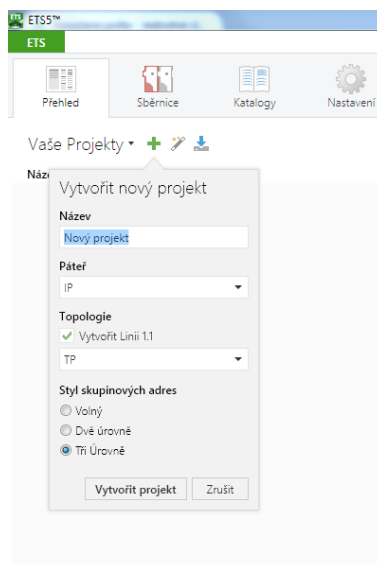 ETS5™
ETS
Přehled Sběrnice Katalogy Nastavení
Vaše Projekty
Náz
Vytvořit nový projekt
Název
Nový projekt
Páteř
IP
Topologie
Vytvořit Linii 1.1
TP
Styl skupinových adres
Volný
Dvě úrovně
Tři Úrovně
Vytvořit projekt Zrušit